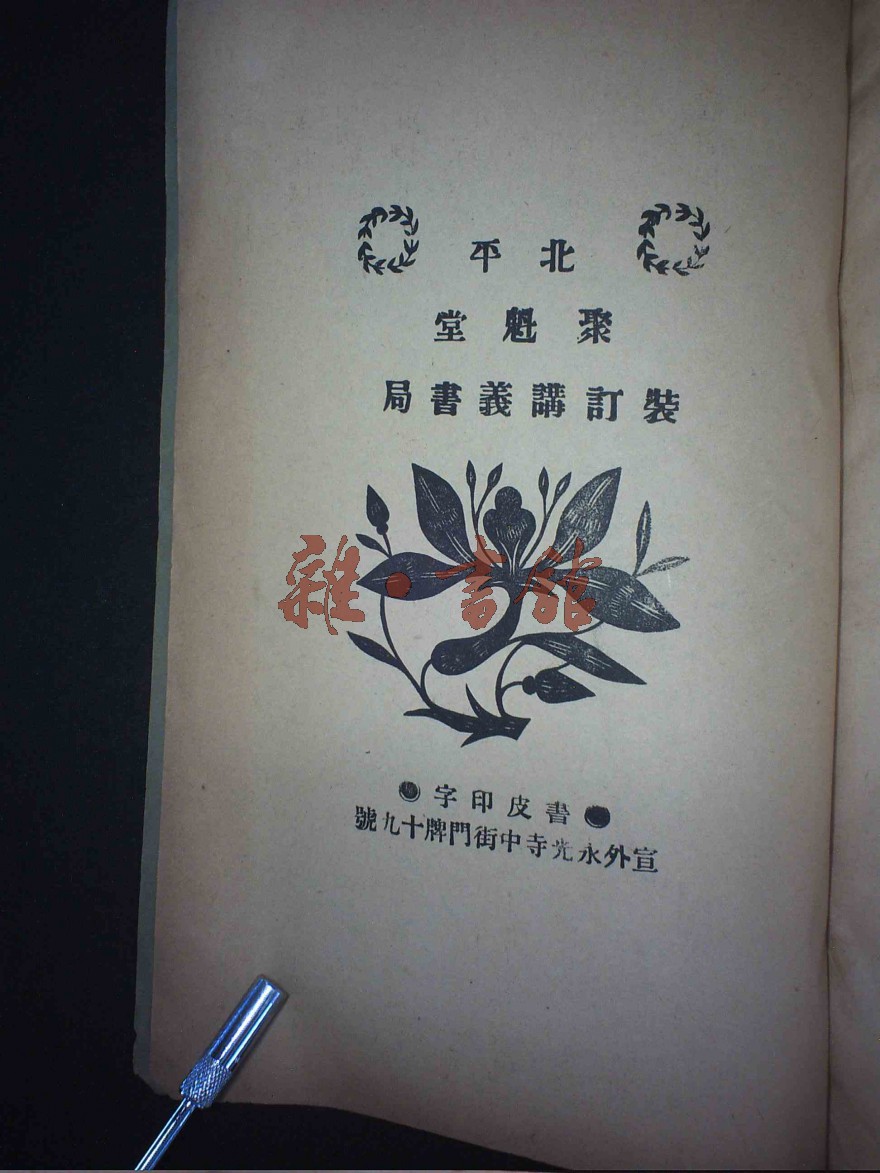 北平
聚魁堂
裝訂講義書局
雜·書館
●書皮印字●
宣外永光寺中街門牌十九號